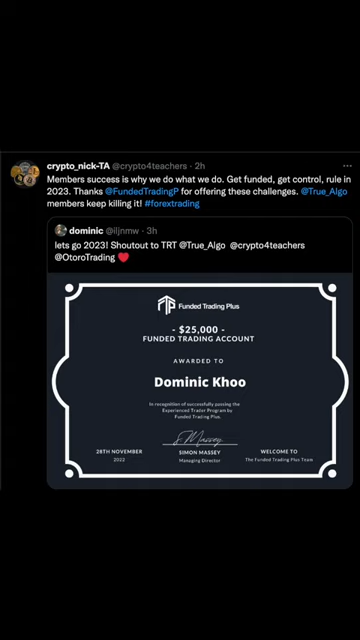 crypto_nick-TA @crypto4teachers · 2h
Members success is why we do what we do. Get funded, get control, rule in
2023. Thanks @FundedTradingP for offering these challenges. @True_Algo
members keep killing it! #forextrading
dominic @iljnmw · 3h
lets go 2023! Shoutout to TRT @True_Algo @crypto4teachers
@OtoroTrading
Funded Trading Plus
- $25,000 -
FUNDED TRADING ACCOUNT
AWARDED TO
Dominic Khoo
In recognition of successfully passing the
Experienced Trader Program by
Funded Trading Plus.
S. Massey
28TH NOVEMBER
2022
SIMON MASSEY
Managing Director
WELCOME TO
The Funded Trading Plus Team